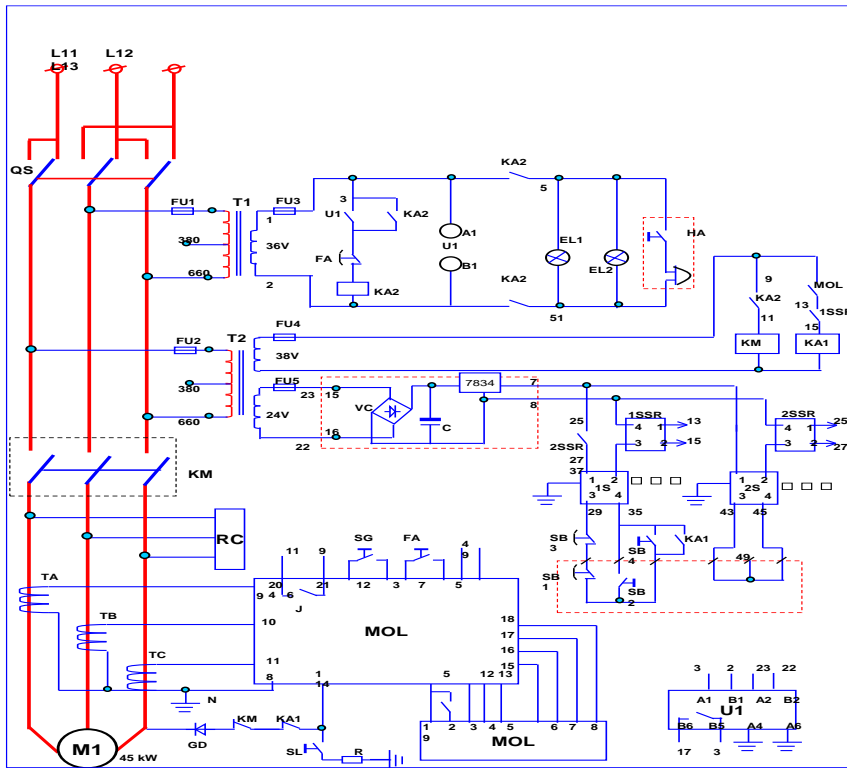 L11 L12
L13
QS
KA2
FU1 T1 FU3 3 5
1 U1 KA2 A1 HA
380 36V U1 EL1 EL2
FA B1
660 2 KA2 KA2 9 MOL
51 KA2 13 1SSR
11 15
FU2 T2 FU4 KM KA1
38V
380 FU5 7834 7
23 15 VC 8
24V C 25 1SSR 13 2SSR 25
660 16 4 1 4 1
22 2SSR 3 2 15 3 2 27
27
37
KM 1 2 1 2
1S □ □ □ 2S □ □ □
3 4 3 4
29 35 43 45
RC 11 9 SG FA 4
9
SB
3 SB
4 KA1 49
TA 20 21 12 3 7 5 SB
1
9 4 6 SB
2
J
TB 10 MOL 18
17
16
TC 11 15 3 2 23 22
8 1 5 12 13
N 14 A1 B1 A2 B2
U1
KM KA1 1 2 3 4 5 6 7 8 B6 B5 A4 A6
M1 GD 9 MOL
45 kW SL R 17 3